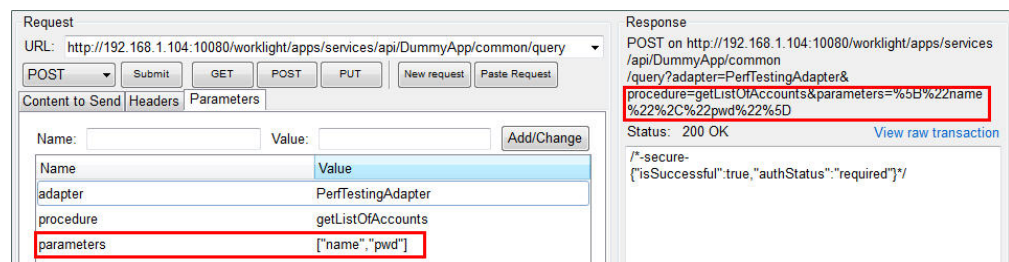 Request
URL: http://192.168.1.104:10080/worklight/apps/services/api/DummyApp/common/query
POST Submit GET POST PUT New request Paste Request
Content to Send Headers Parameters
Name: Value: Add/Change
Name Value
adapter PerfTestingAdapter
procedure getListOfAccounts
parameters ["name","pwd"]
Response
POST on http://192.168.1.104:10080/worklight/apps/services
/api/DummyApp/common
/query?adapter=PerfTestingAdapter&
procedure=getListOfAccounts&parameters=%5B%22name
%22%2C%22pwd%22%5D
Status: 200 OK View raw transaction
/*-secure-
{"isSuccessful":true,"authStatus":"required"}*/